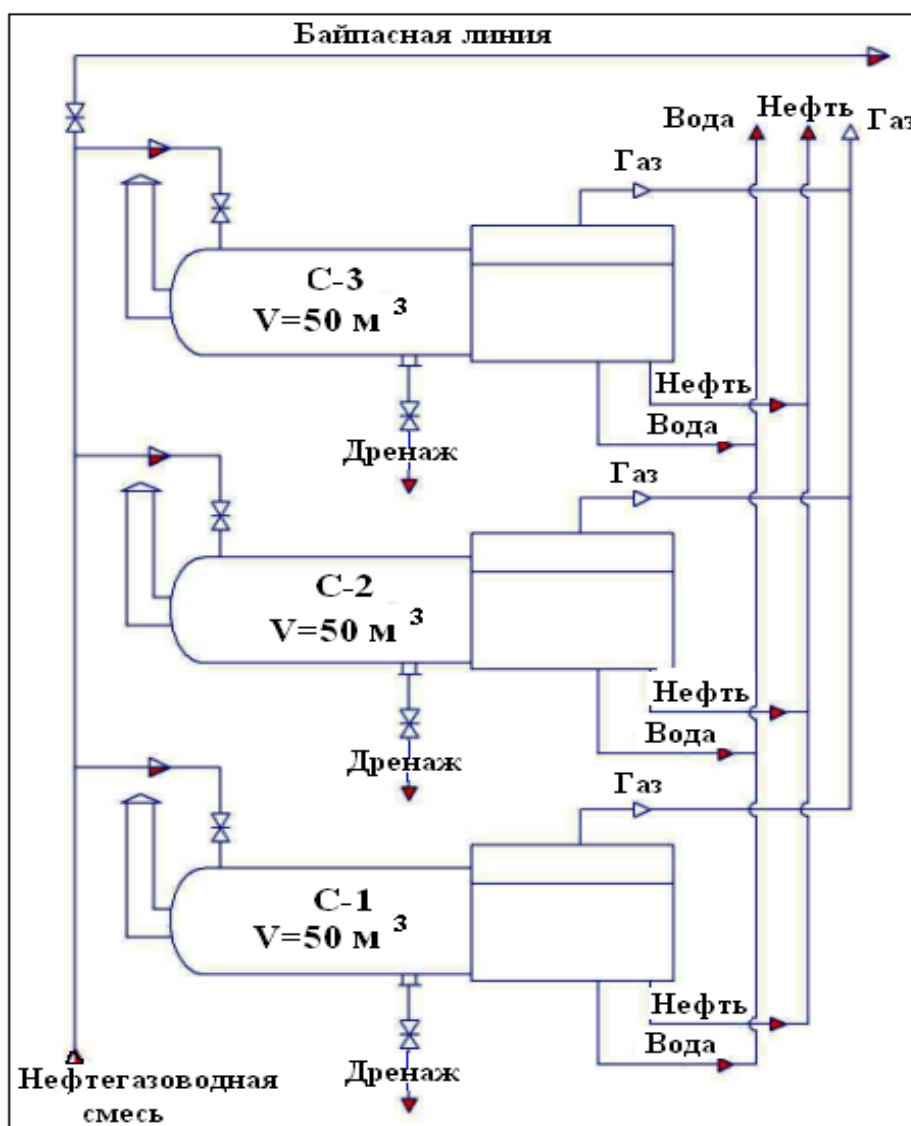 Байпасная линия
Вода
Нефть
Газ
Газ
С-3
V=50 м 3
Нефть
Вода
Дренаж
Газ
С-2
V=50 м 3
Нефть
Вода
Дренаж
Газ
С-1
V=50 м 3
Нефть
Вода
Дренаж
Нефтегазоводная
смесь